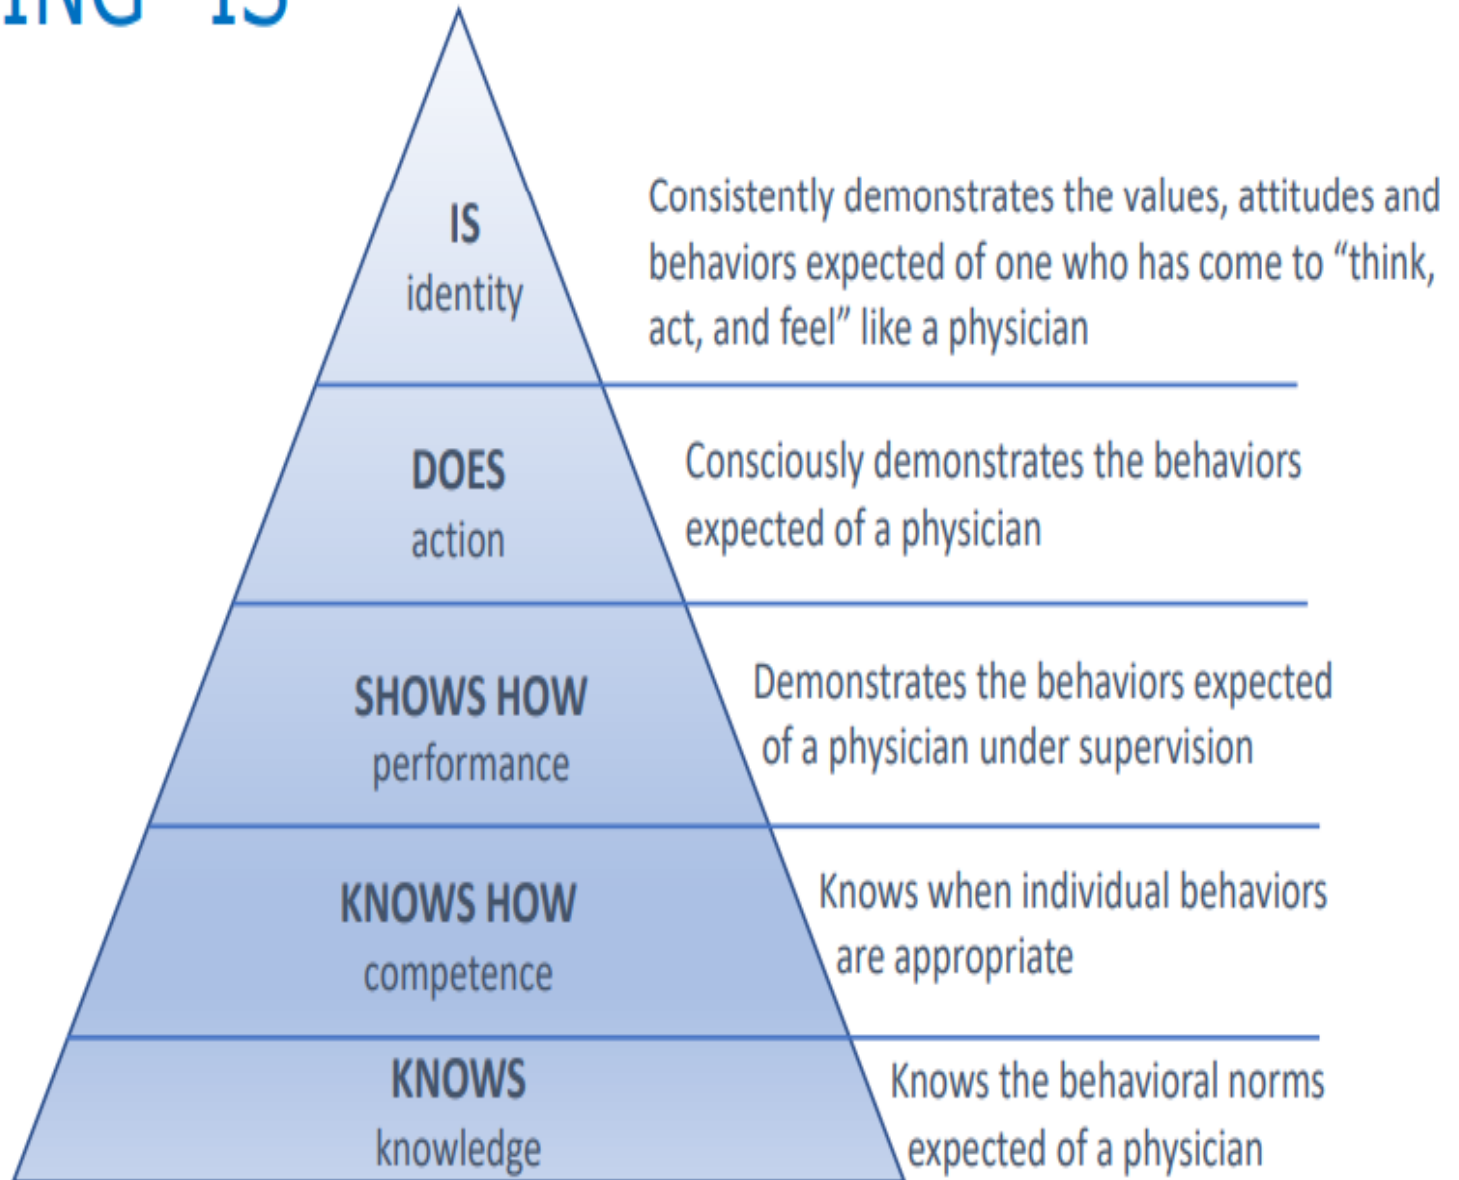 ING IS
IS
identity
Consistently demonstrates the values, attitudes and
behaviors expected of one who has come to “think,
act, and feel” like a physician
DOES
action
Consciously demonstrates the behaviors
expected of a physician
SHOWS HOW
performance
Demonstrates the behaviors expected
of a physician under supervision
KNOWS HOW
competence
Knows when individual behaviors
are appropriate
KNOWS
knowledge
Knows the behavioral norms
expected of a physician